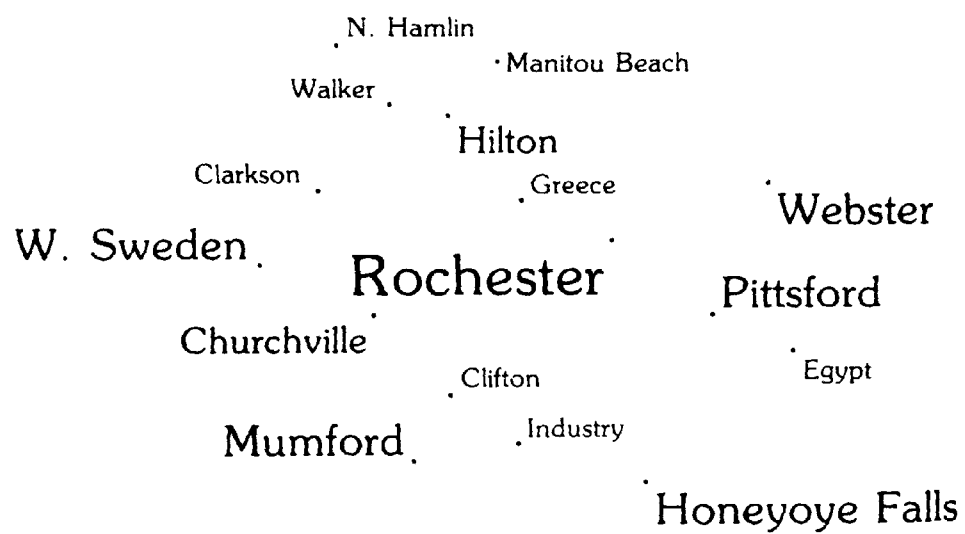 N. Hamlin
Manitou Beach
Walker
Hilton
Clarkson
Greece
Webster
W. Sweden
Rochester
Pittsford
Churchville
Egypt
Clifton
Mumford
Industry
Honeyoye Falls